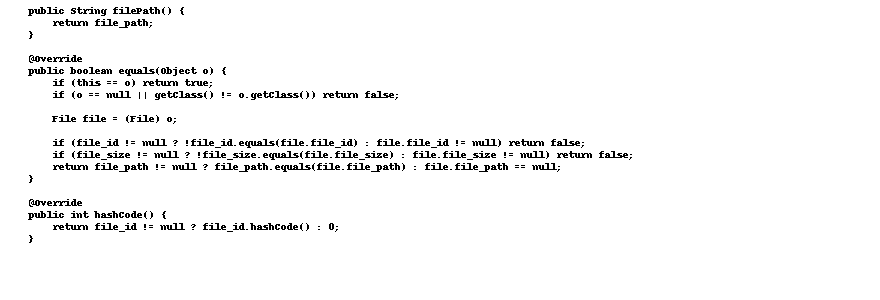 public String filePath() {
return file_path;
}
@Override
public boolean equals(Object o) {
if (this == o) return true;
if (o == null || getClass() != o.getClass()) return false;
File file = (File) o;
if (file_id != null ? !file_id.equals(file.file_id) : file.file_id != null) return false;
if (file_size != null ? !file_size.equals(file.file_size) : file.file_size != null) return false;
return file_path != null ? file_path.equals(file.file_path) : file.file_path == null;
}
@Override
public int hashCode() {
return file_id != null ? file_id.hashCode() : 0;
}